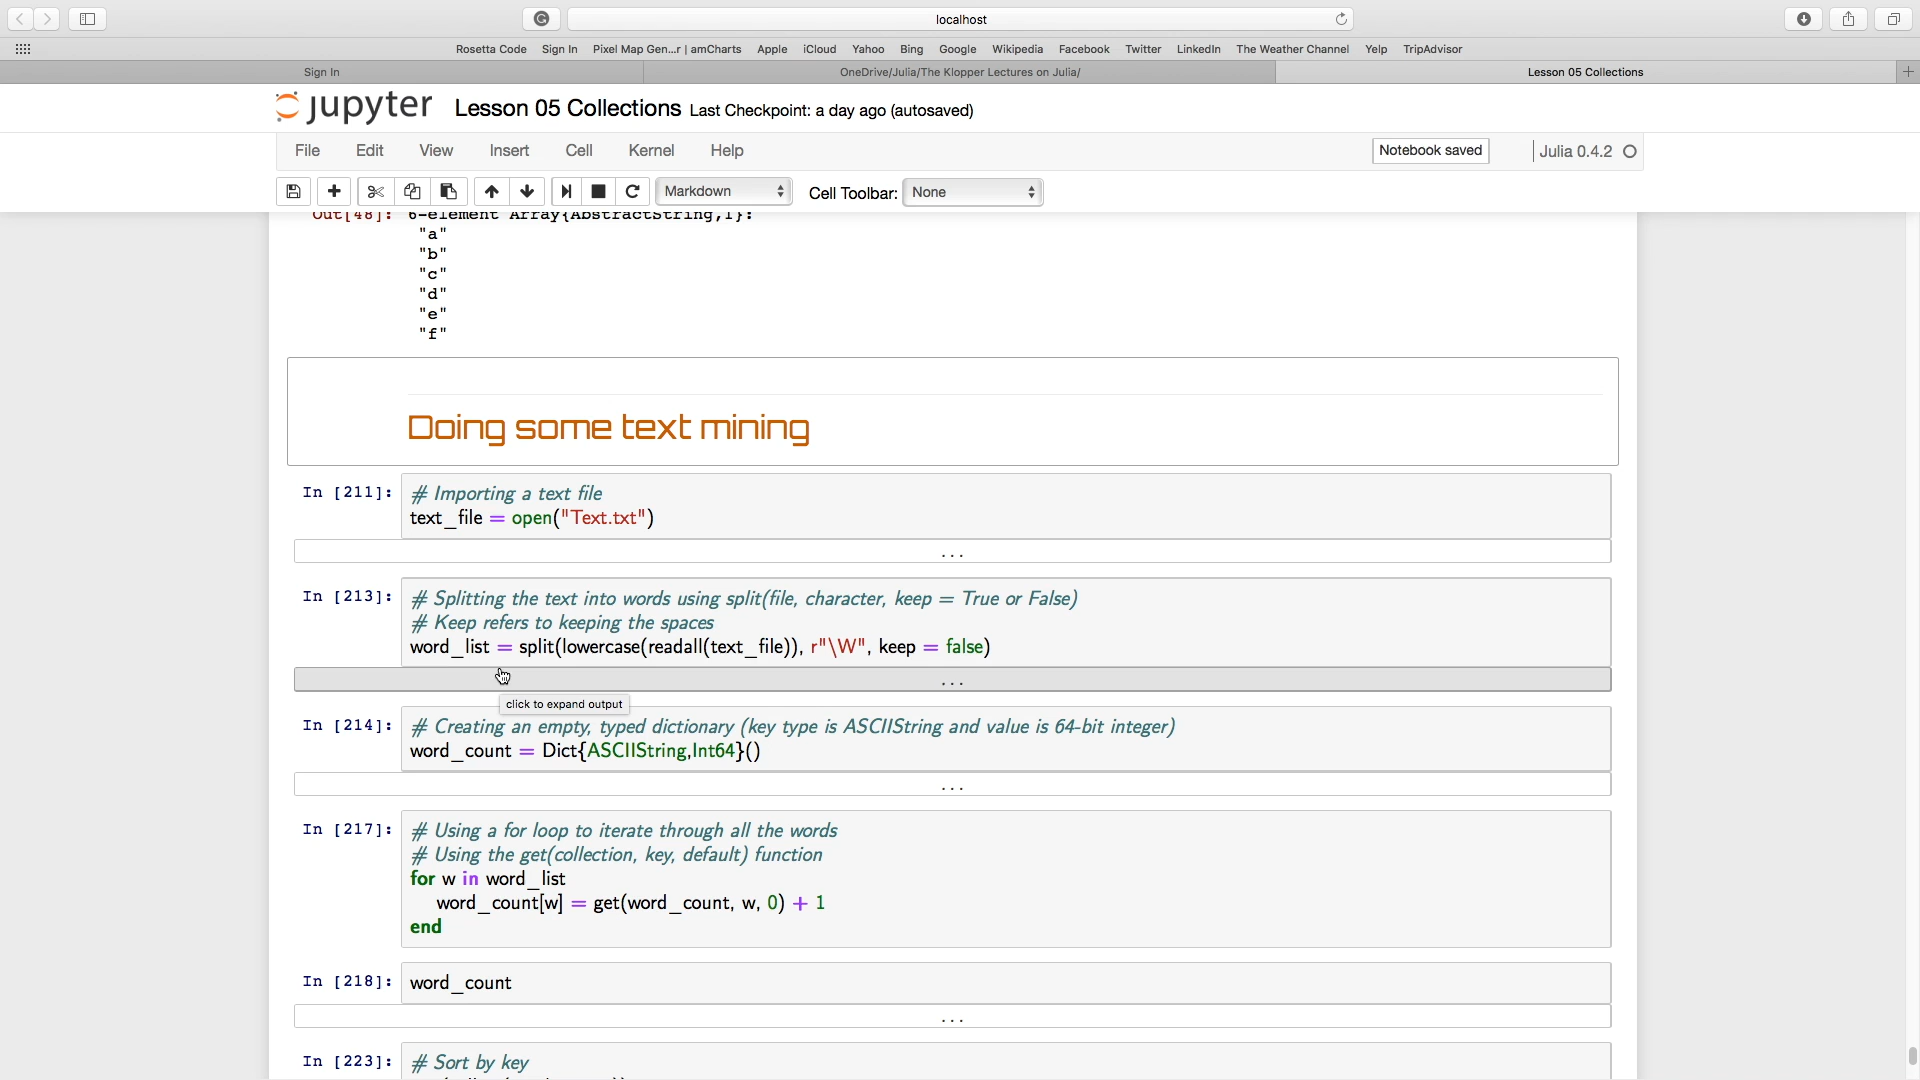 localhost
Rosetta Code Sign In Pixel Map Gen...r | amCharts Apple iCloud Yahoo Bing Google Wikipedia Facebook Twitter LinkedIn The Weather Channel Yelp TripAdvisor
Sign In OneDrive/Julia/The Klopper Lectures on Julia/ Lesson 05 Collections
jupyter Lesson 05 Collections Last Checkpoint: a day ago (autosaved)
File Edit View Insert Cell Kernel Help Notebook saved Julia 0.4.2
Markdown Cell Toolbar: None
Out[48]: 6-element Array{AbstractString,1}:
"a"
"b"
"c"
"d"
"e"
"f"
Doing some text mining
In [211]: # Importing a text file
text_file = open("Text.txt")
...
In [213]: # Splitting the text into words using split(file, character, keep = True or False)
# Keep refers to keeping the spaces
word_list = split(lowercase(readall(text_file)), r"\W", keep = false)
...
click to expand output
In [214]: # Creating an empty, typed dictionary (key type is ASCIIString and value is 64-bit integer)
word_count = Dict{ASCIIString,Int64}()
...
In [217]: # Using a for loop to iterate through all the words
# Using the get(collection, key, default) function
for w in word_list
word_count[w] = get(word_count, w, 0) + 1
end
In [218]: word_count
...
In [223]: # Sort by key